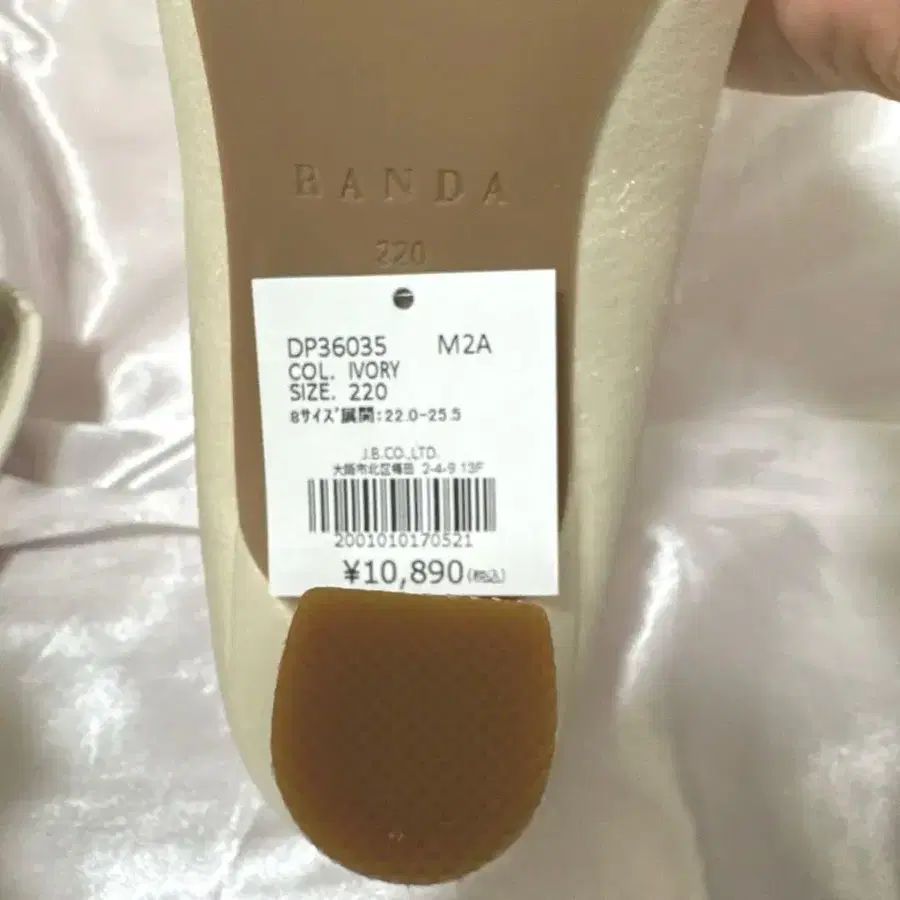 RANDA
220
DP36035 M2A
COL. IVORY
SIZE. 220
8サイズ展開:22.0-25.5
J.B.CO.,LTD.
大阪市北区梅田 2-4-9 13F
2001010170521
¥10,890(税込)